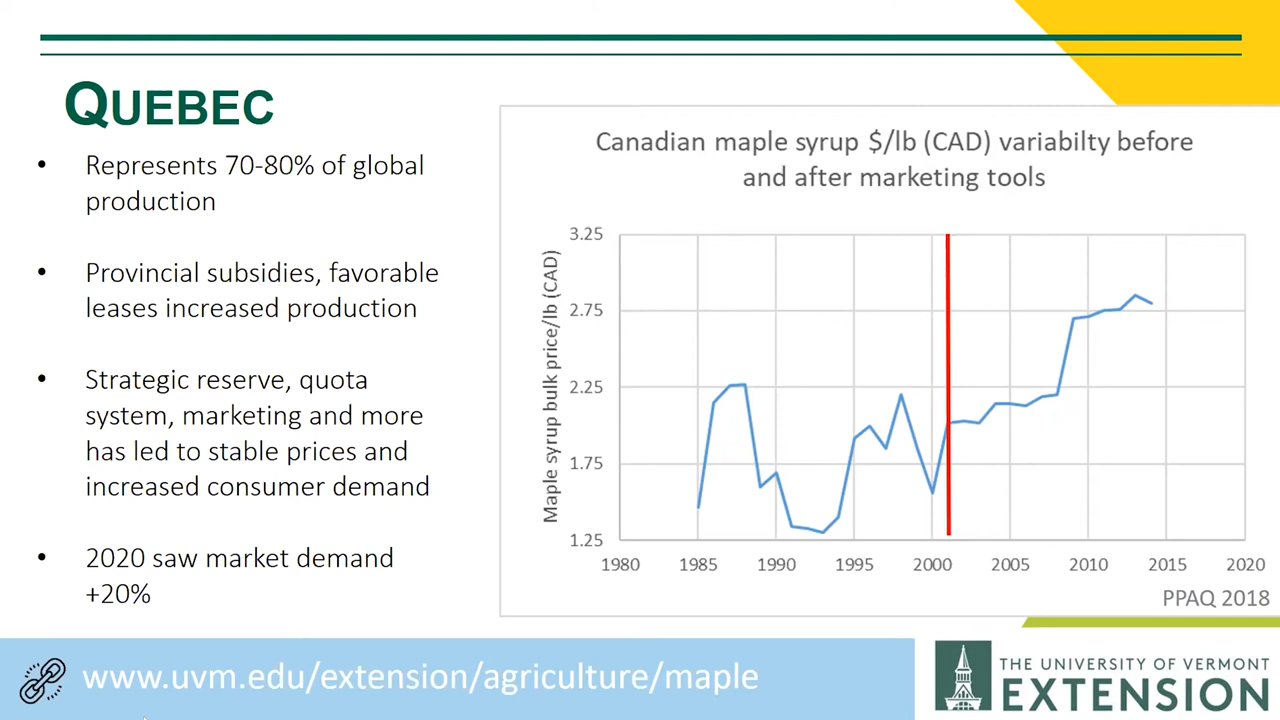 QUEBEC
• Represents 70-80% of global
production
• Provincial subsidies, favorable
leases increased production
• Strategic reserve, quota
system, marketing and more
has led to stable prices and
increased consumer demand
• 2020 saw market demand
+20%
Canadian maple syrup $/lb (CAD) variabilty before
and after marketing tools
Maple syrup bulk price/lb (CAD)
3.25
2.75
2.25
1.75
1.25
1980 1985 1990 1995 2000 2005 2010 2015 2020
PPAQ 2018
www.uvm.edu/extension/agriculture/maple
THE UNIVERSITY OF VERMONT
EXTENSION